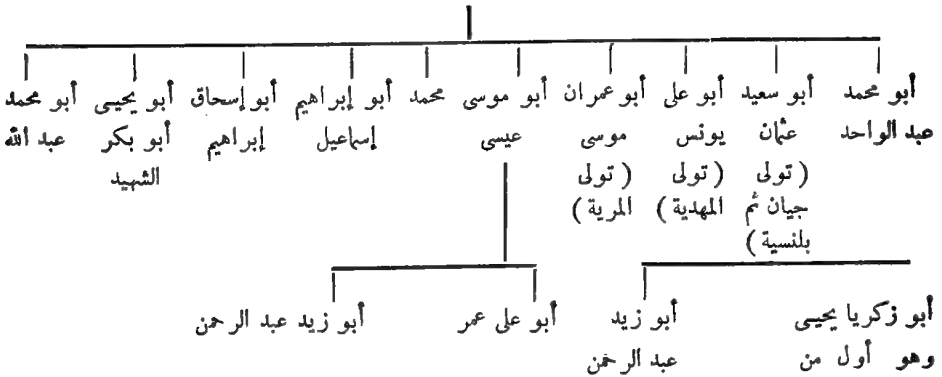 أبو محمد أبو سعيد أبو على أبو عمران أبو موسى محمد أبو إبراهيم أبو إسحاق أبو يحيى أبو محمد
عبد الواحد عثمان يونس موسى عيسى إسماعيل إبراهيم أبو بكر عبد الله
( تولى ( تولى ( تولى الشهيد
جيان ثم المهدية ) المرية )
بلنسية )
أبو زكريا يحيى أبو زيد أبو على عمر أبو زيد عبد الرحمن
وهو أول من عبد الرحمن